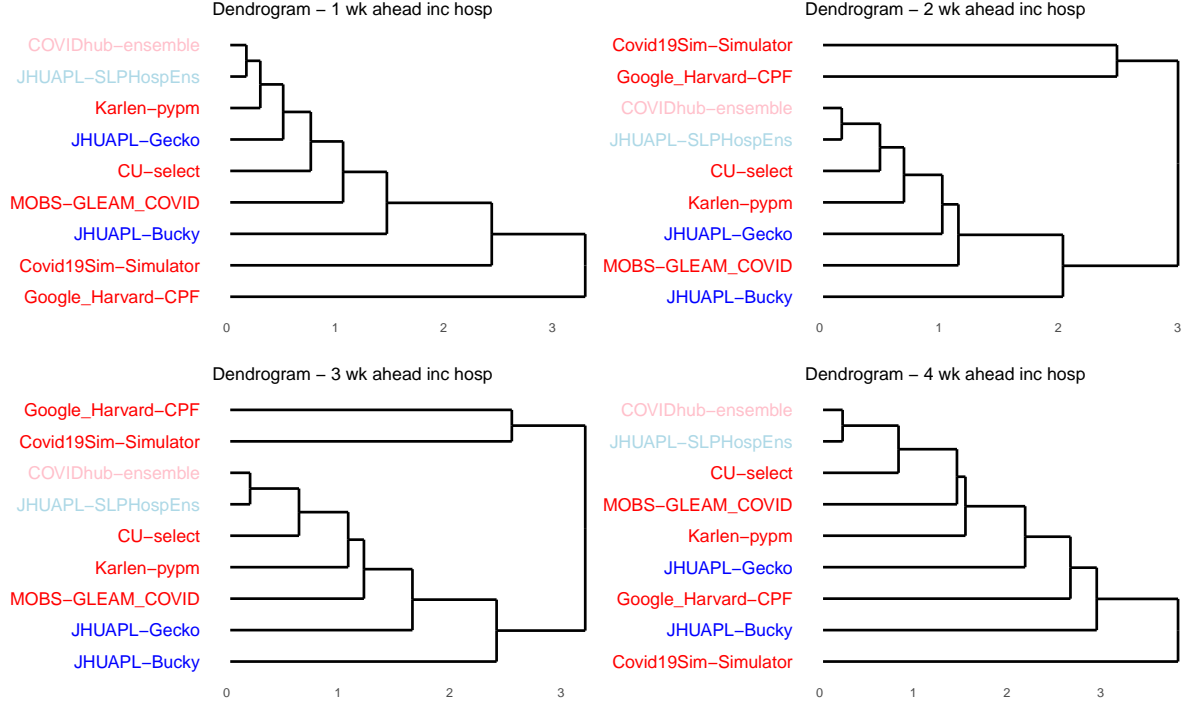 Dendrogram − 1 wk ahead inc hosp
COVIDhub−ensemble
JHUAPL−SLPHospEns
Karlen−pypm
JHUAPL−Gecko
CU−select
MOBS−GLEAM_COVID
JHUAPL−Bucky
Covid19Sim−Simulator
Google_Harvard−CPF
0 1 2 3
Dendrogram − 2 wk ahead inc hosp
Covid19Sim−Simulator
Google_Harvard−CPF
COVIDhub−ensemble
JHUAPL−SLPHospEns
CU−select
Karlen−pypm
JHUAPL−Gecko
MOBS−GLEAM_COVID
JHUAPL−Bucky
0 1 2 3
Dendrogram − 3 wk ahead inc hosp
Google_Harvard−CPF
Covid19Sim−Simulator
COVIDhub−ensemble
JHUAPL−SLPHospEns
CU−select
Karlen−pypm
MOBS−GLEAM_COVID
JHUAPL−Gecko
JHUAPL−Bucky
0 1 2 3
Dendrogram − 4 wk ahead inc hosp
COVIDhub−ensemble
JHUAPL−SLPHospEns
CU−select
MOBS−GLEAM_COVID
Karlen−pypm
JHUAPL−Gecko
Google_Harvard−CPF
JHUAPL−Bucky
Covid19Sim−Simulator
0 1 2 3